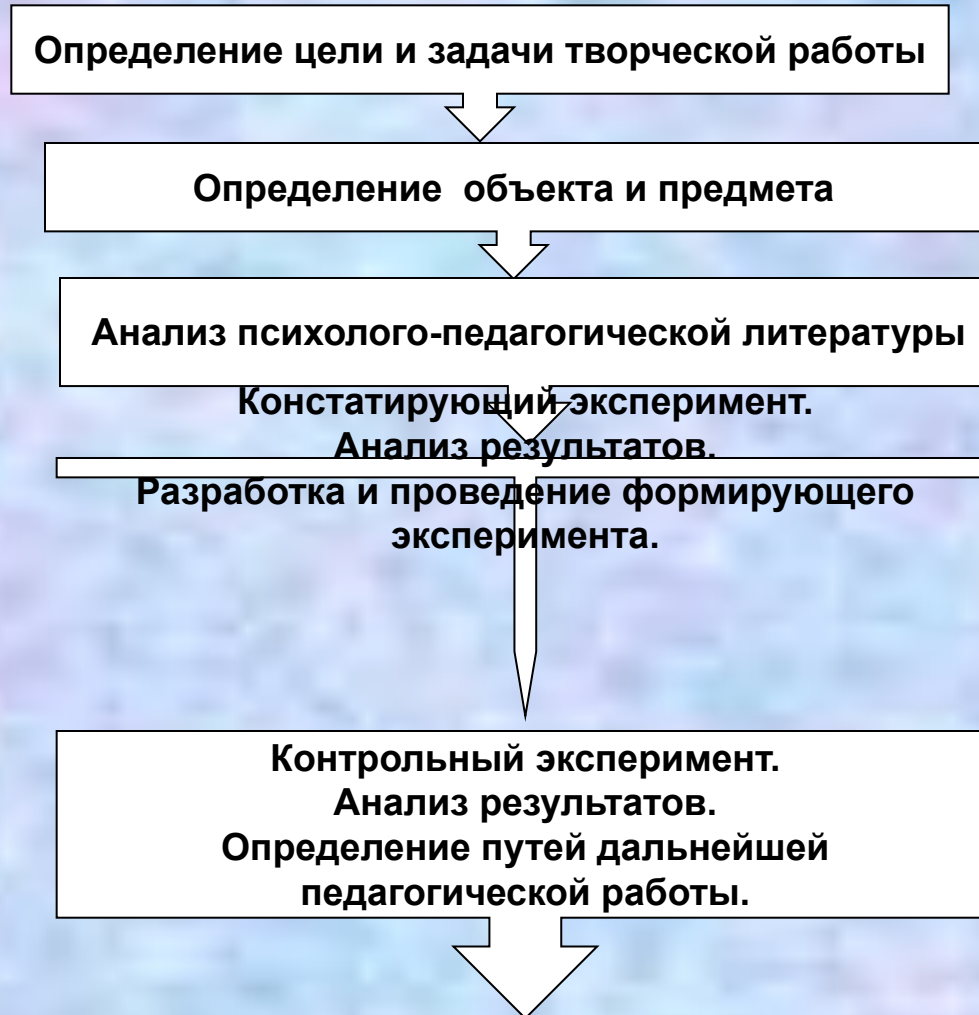 Определение цели и задачи творческой работы
Определение объекта и предмета
Анализ психолого-педагогической литературы
Констатирующий эксперимент.
Анализ результатов.
Разработка и проведение формирующего
эксперимента.
Контрольный эксперимент.
Анализ результатов.
Определение путей дальнейшей
педагогической работы.